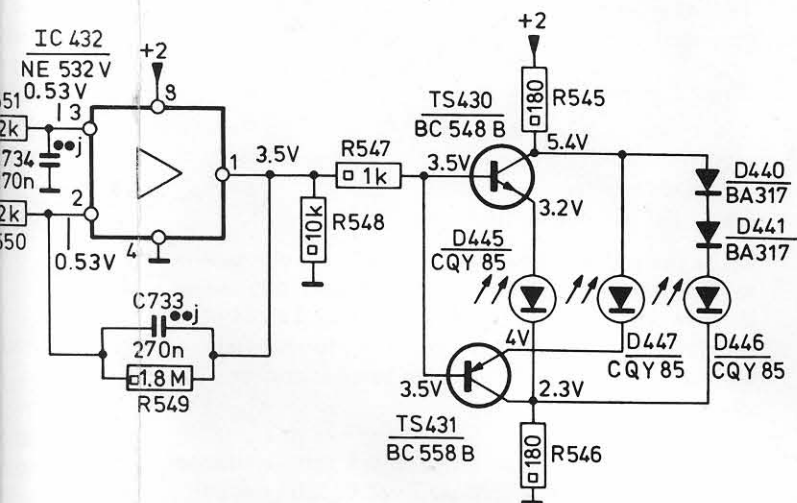 IC 432
NE 532 V
+2
8
0.53V
3
551
2k
C734
270n
j
2
2k
550
0.53V
4
1
3.5V
R547
1k
10k
R548
C733
j
270n
1.8 M
R549
+2
180
R545
TS430
BC 548 B
3.5V
5.4V
3.2V
D440
BA317
D441
BA317
D445
CQY 85
D447
CQY 85
D446
CQY 85
4V
3.5V
2.3V
TS431
BC 558 B
180
R546